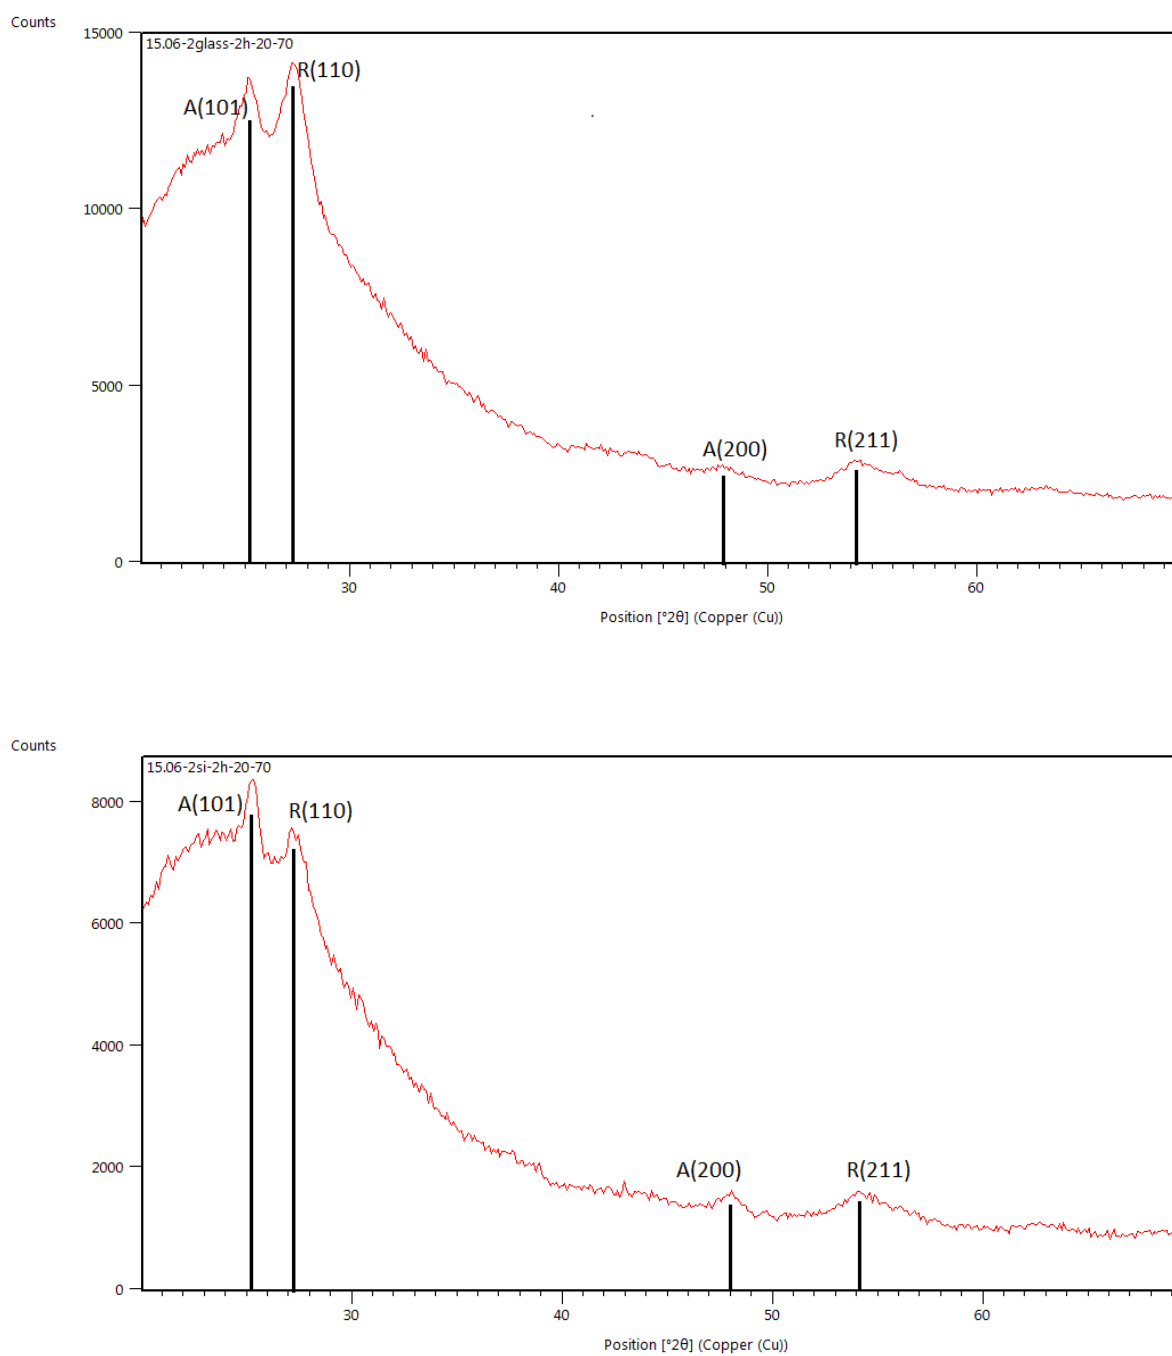 Counts
15000
15.06-2glass-2h-20-70
R(110)
A(101)
10000
5000
A(200)
R(211)
0
30 40 50 60
Position [°2θ] (Copper (Cu))
Counts
15.06-2si-2h-20-70
8000
A(101)
R(110)
6000
4000
2000
A(200)
R(211)
0
30 40 50 60
Position [°2θ] (Copper (Cu))